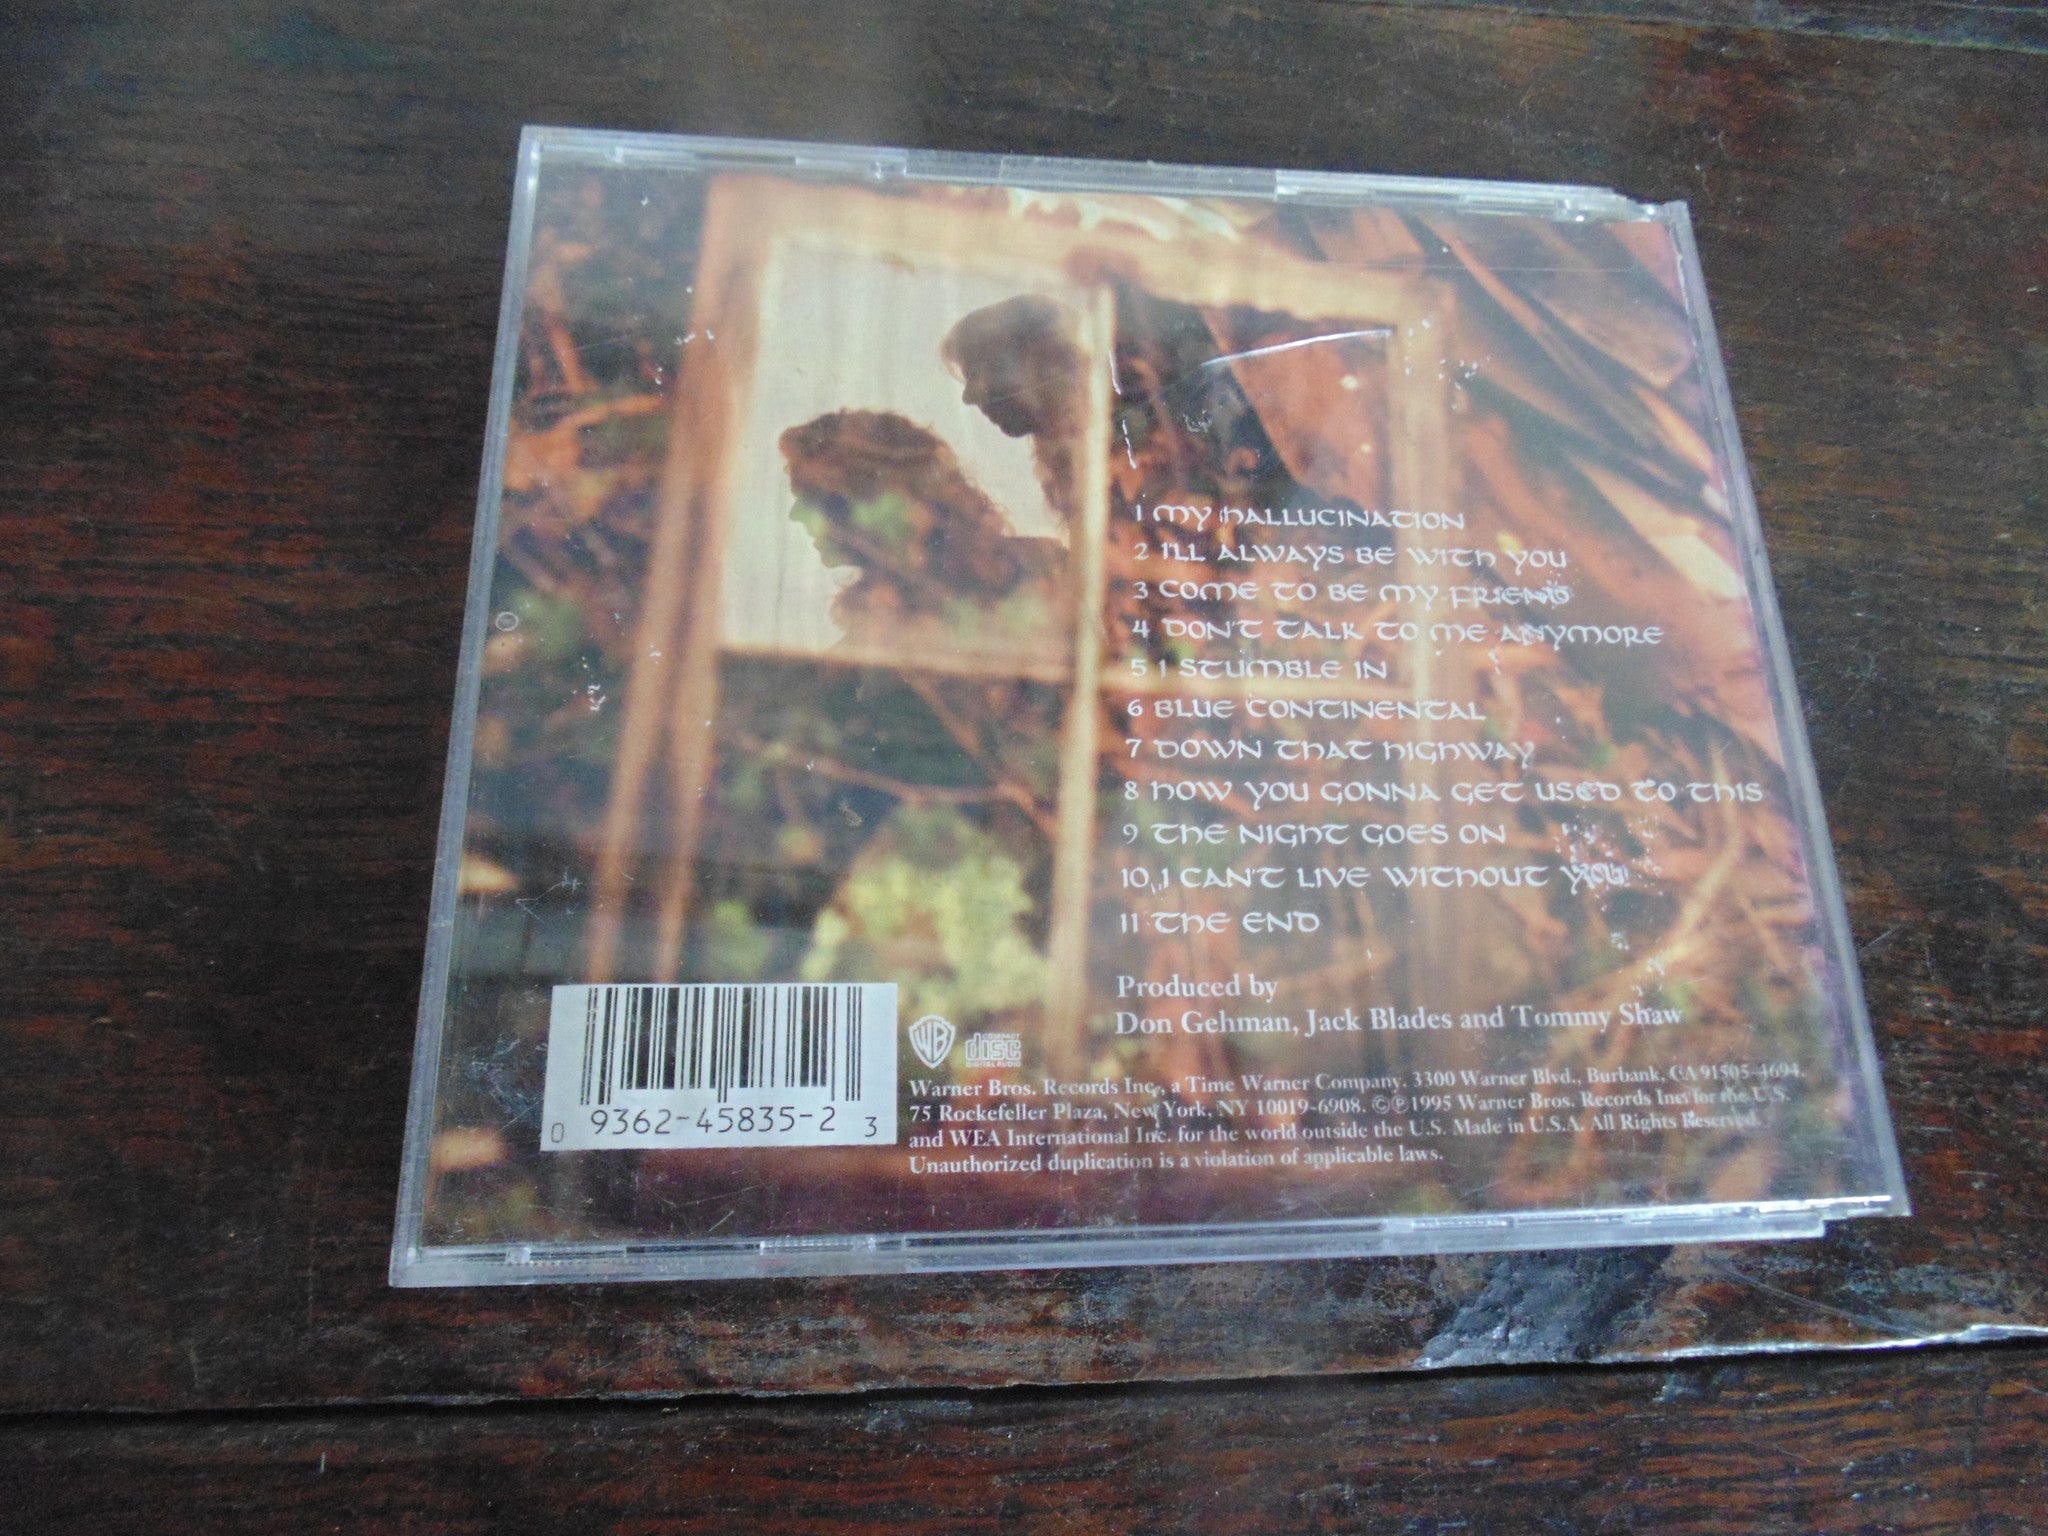 1 MY HALLUCINATION
2 I'LL ALWAYS BE WITH YOU
3 COME TO BE MY FRIEND
4 DON'T TALK TO ME ANYMORE
5 I STUMBLE IN
6 BLUE CONTINENTAL
7 DOWN THAT HIGHWAY
8 HOW YOU GONNA GET USED TO THIS
9 THE NIGHT GOES ON
10 I CAN'T LIVE WITHOUT YOU
11 THE END
Produced by
Don Gehman, Jack Blades and Tommy Shaw
WB COMPACT disc DIGITAL AUDIO
Warner Bros. Records Inc., a Time Warner Company. 3300 Warner Blvd., Burbank, CA 91505-4694.
75 Rockefeller Plaza, New York, NY 10019-6908. ©℗1995 Warner Bros. Records Inc. for the U.S.
and WEA International Inc. for the world outside the U.S. Made in U.S.A. All Rights Reserved.
Unauthorized duplication is a violation of applicable laws.
0 9362-45835-2 3